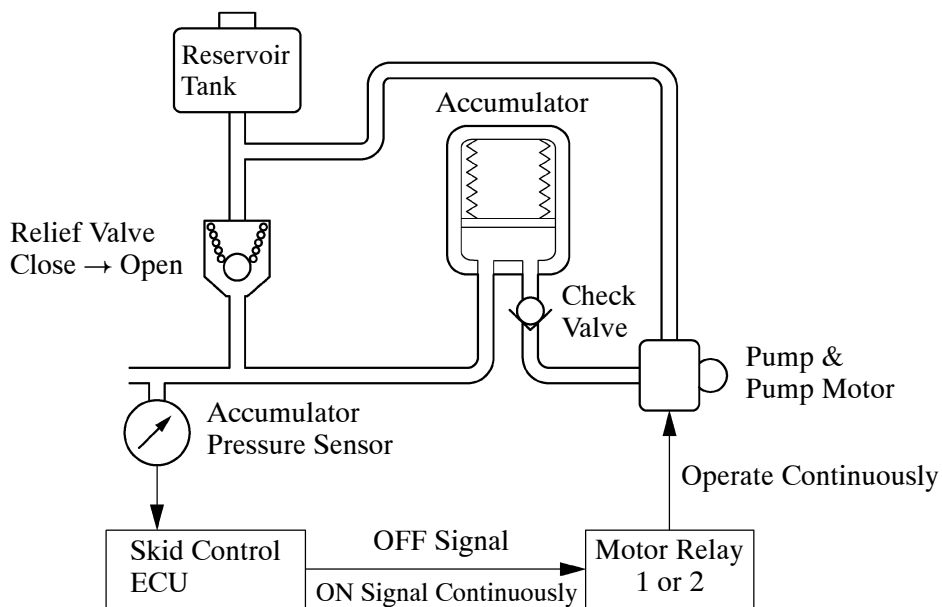 Reservoir
Tank
Accumulator
Relief Valve
Close → Open
Check
Valve
Pump &
Pump Motor
Accumulator
Pressure Sensor
Operate Continuously
Skid Control
ECU
OFF Signal
ON Signal Continuously
Motor Relay
1 or 2